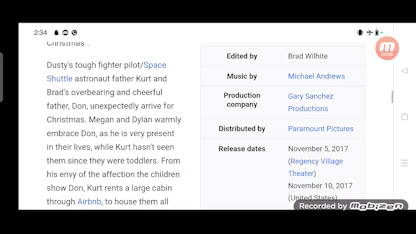 2:34
Christmas".
Dusty's tough fighter pilot/Space
Shuttle astronaut father Kurt and
Brad's overbearing and cheerful
father, Don, unexpectedly arrive for
Christmas. Megan and Dylan warmly
embrace Don, as he is very present
in their lives, while Kurt hasn't seen
them since they were toddlers. From
his envy of the affection the children
show Don, Kurt rents a large cabin
through Airbnb, to house them all
Edited by Brad Wilhite
Music by Michael Andrews
Production company Gary Sanchez
Productions
Distributed by Paramount Pictures
Release dates November 5, 2017
(Regency Village
Theater)
November 10, 2017
(United States)
Recorded by Mobizen